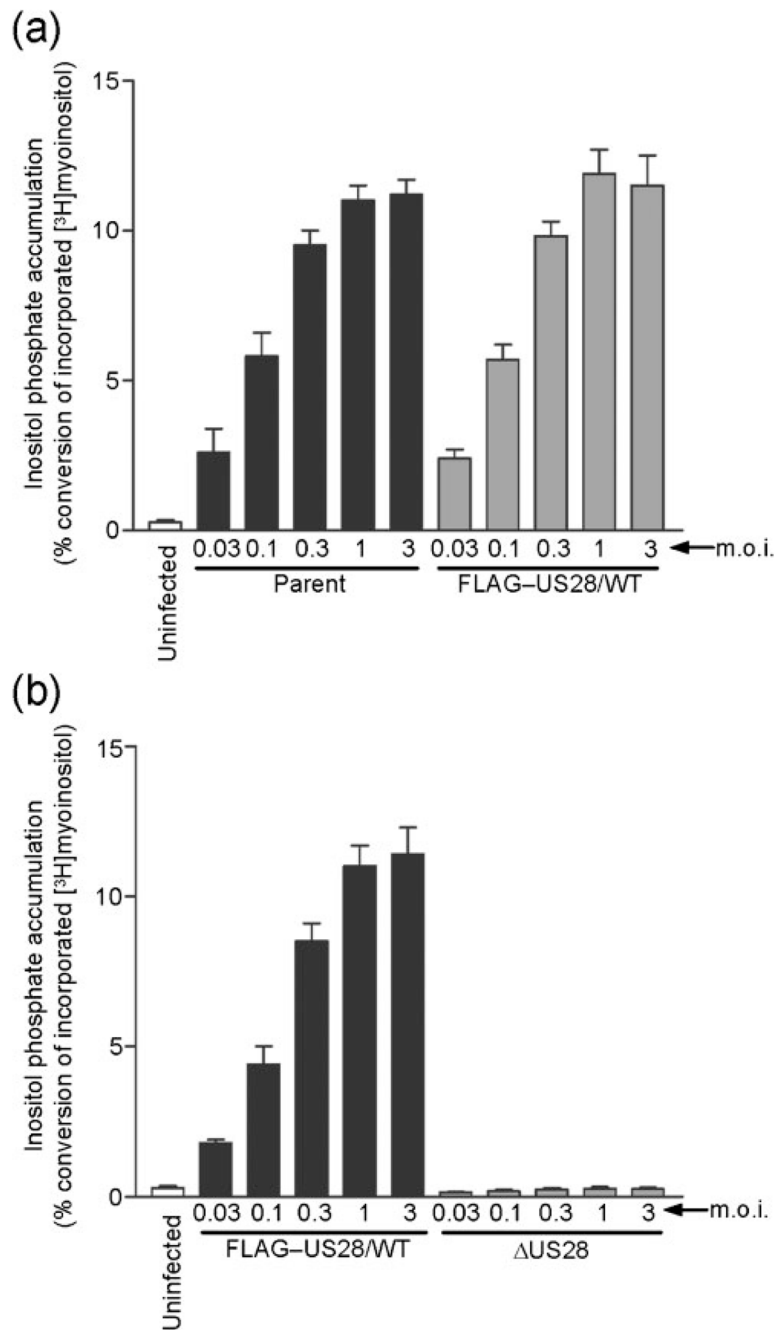 (a)
Inositol phosphate accumulation
(% conversion of incorporated [³H]myoinositol)
15
10
5
0
0.03 0.1 0.3 1 3 0.03 0.1 0.3 1 3 m.o.i.
Uninfected
Parent FLAG–US28/WT
(b)
Inositol phosphate accumulation
(% conversion of incorporated [³H]myoinositol)
15
10
5
0
0.03 0.1 0.3 1 3 0.03 0.1 0.3 1 3 m.o.i.
Uninfected
FLAG–US28/WT ΔUS28